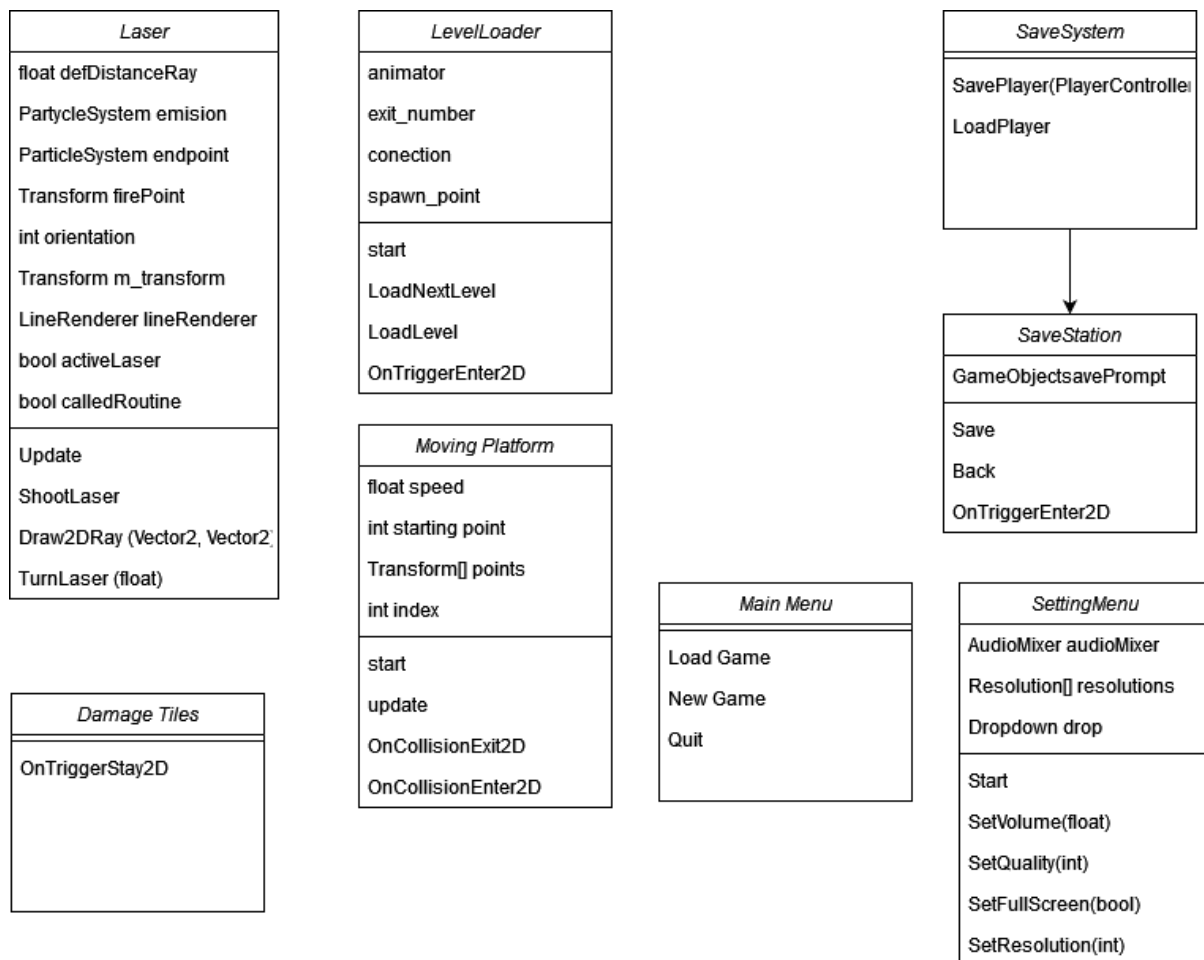 Laser
float defDistanceRay
PartycleSystem emision
ParticleSystem endpoint
Transform firePoint
int orientation
Transform m_transform
LineRenderer lineRenderer
bool activeLaser
bool calledRoutine
Update
ShootLaser
Draw2DRay (Vector2, Vector2)
TurnLaser (float)
Damage Tiles
OnTriggerStay2D
LevelLoader
animator
exit_number
conection
spawn_point
start
LoadNextLevel
LoadLevel
OnTriggerEnter2D
Moving Platform
float speed
int starting point
Transform[] points
int index
start
update
OnCollisionExit2D
OnCollisionEnter2D
Main Menu
Load Game
New Game
Quit
SaveSystem
SavePlayer(PlayerController
LoadPlayer
SaveStation
GameObjectsavePrompt
Save
Back
OnTriggerEnter2D
SettingMenu
AudioMixer audioMixer
Resolution[] resolutions
Dropdown drop
Start
SetVolume(float)
SetQuality(int)
SetFullScreen(bool)
SetResolution(int)